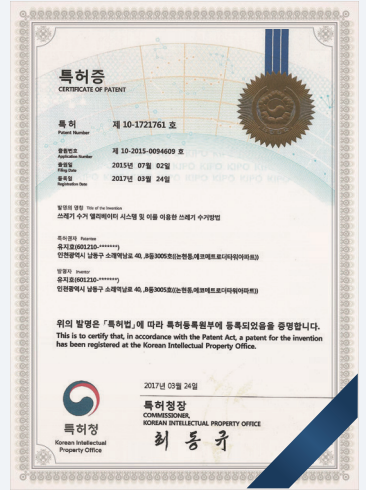 특허증
CERTIFICATE OF PATENT
특 허 제 10-1721761 호
Patent Number
출원번호 제 10-2015-0094609 호
Application Number
출원일 2015년 07월 02일
Filing Date
등록일 2017년 03월 24일
Registration Date
발명의 명칭 Title of the Invention
쓰레기 수거 엘리베이터 시스템 및 이를 이용한 쓰레기 수거방법
특허권자 Patentee
유지호(601210-*******)
인천광역시 남동구 소래역남로 40, ,B동3005호((논현동,에코메트로더타워아파트))
발명자 Inventor
유지호(601210-*******)
인천광역시 남동구 소래역남로 40, ,B동3005호((논현동,에코메트로더타워아파트))
위의 발명은 「특허법」에 따라 특허등록원부에 등록되었음을 증명합니다.
This is to certify that, in accordance with the Patent Act, a patent for the invention
has been registered at the Korean Intellectual Property Office.
2017년 03월 24일
특허청장
COMMISSIONER,
KOREAN INTELLECTUAL PROPERTY OFFICE
최동규
특허청
Korean Intellectual
Property Office